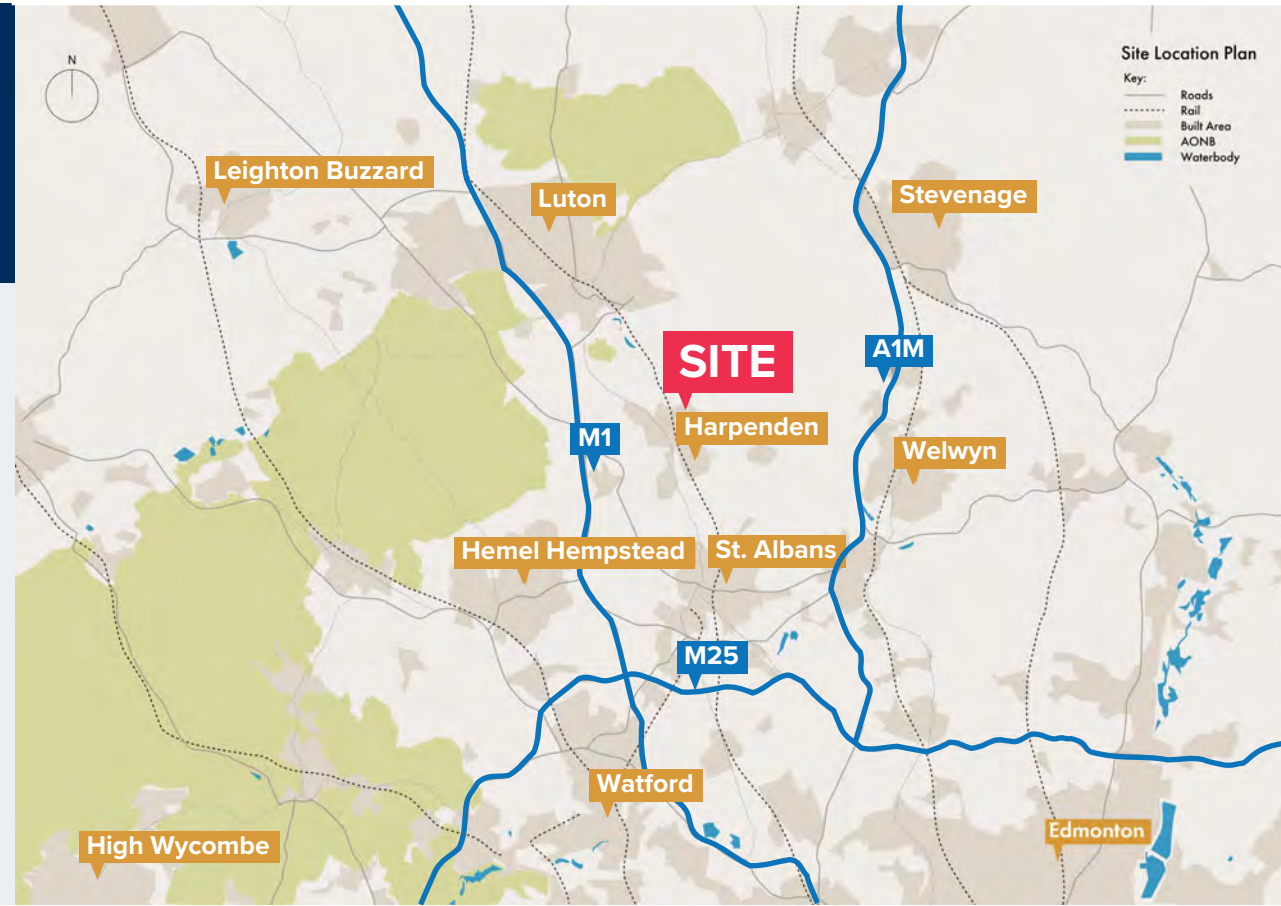 N
Site Location Plan
Key:
Roads
Rail
Built Area
AONB
Waterbody
Leighton Buzzard
Luton
Stevenage
SITE
A1M
Harpenden
M1
Welwyn
Hemel Hempstead
St. Albans
M25
Watford
Edmonton
High Wycombe